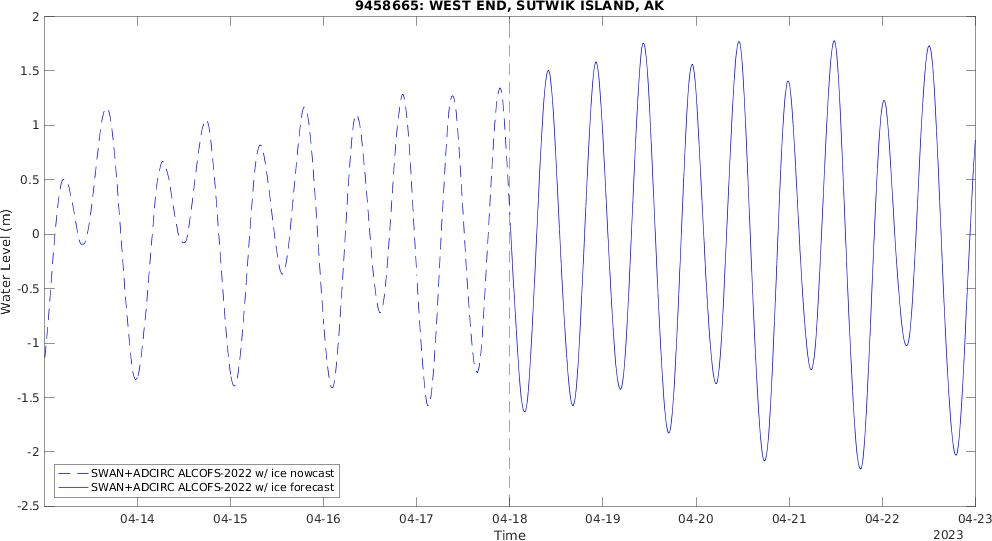 9458665: WEST END, SUTWIK ISLAND, AK
2
1.5
1
0.5
0
-0.5
-1
-1.5
-2
-2.5
Water Level (m)
SWAN+ADCIRC ALCOFS-2022 w/ ice nowcast
SWAN+ADCIRC ALCOFS-2022 w/ ice forecast
04-14 04-15 04-16 04-17 04-18 04-19 04-20 04-21 04-22 04-23
Time
2023